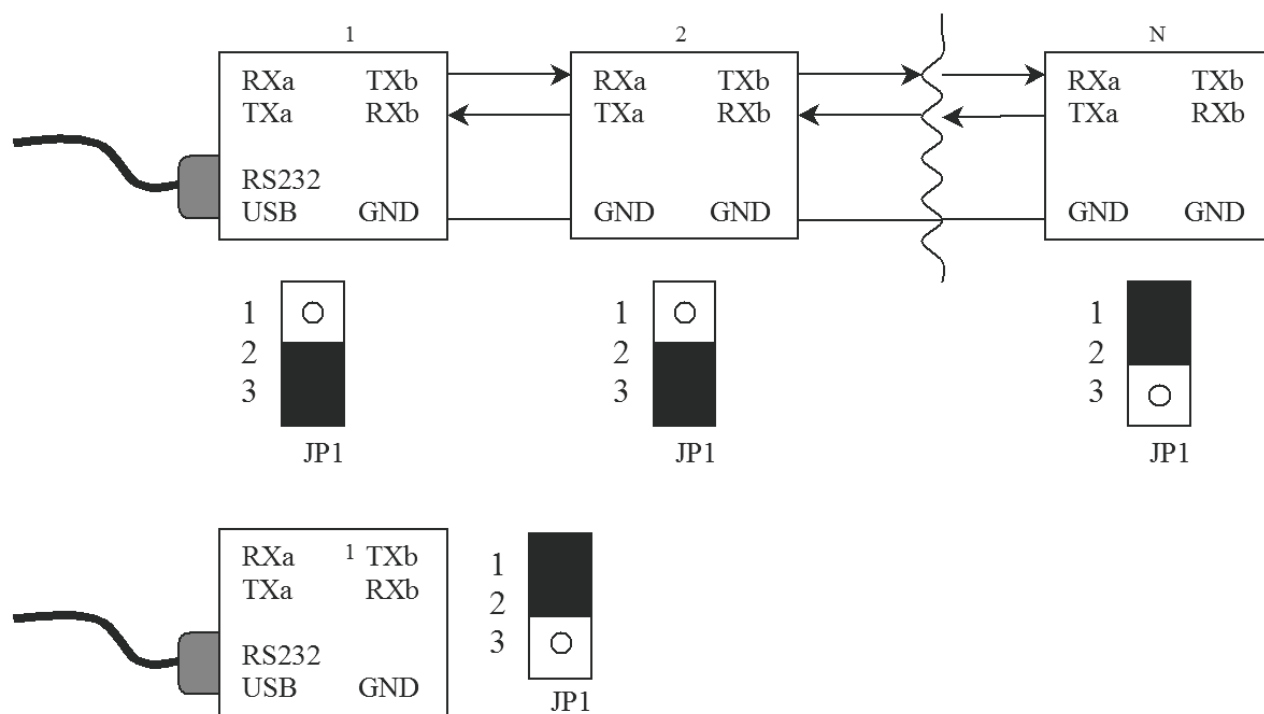 1 2 N
RXa TXb RXa TXb RXa TXb
TXa RXb TXa RXb TXa RXb
RS232
USB GND GND GND GND GND
1 1 1
2 2 2
3 3 3
JP1 JP1 JP1
RXa 1 TXb
TXa RXb
RS232
USB GND
1
2
3
JP1